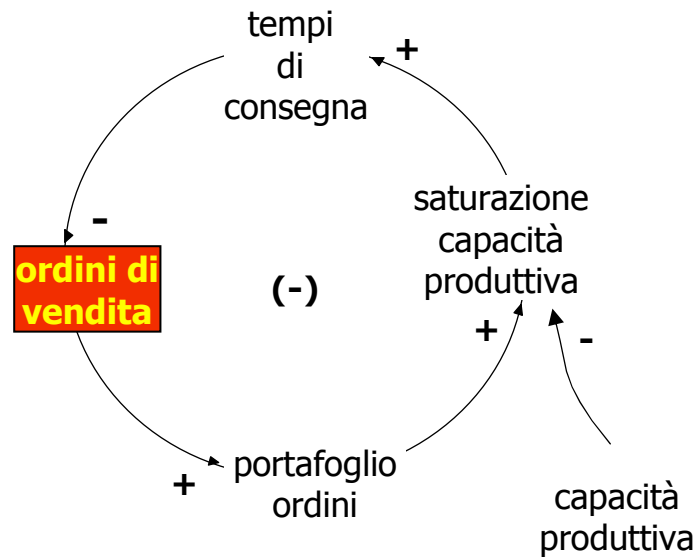 tempi
di
consegna
+
saturazione
capacità
produttiva
-
ordini di
vendita
(-)
+
-
+
portafoglio
ordini
capacità
produttiva